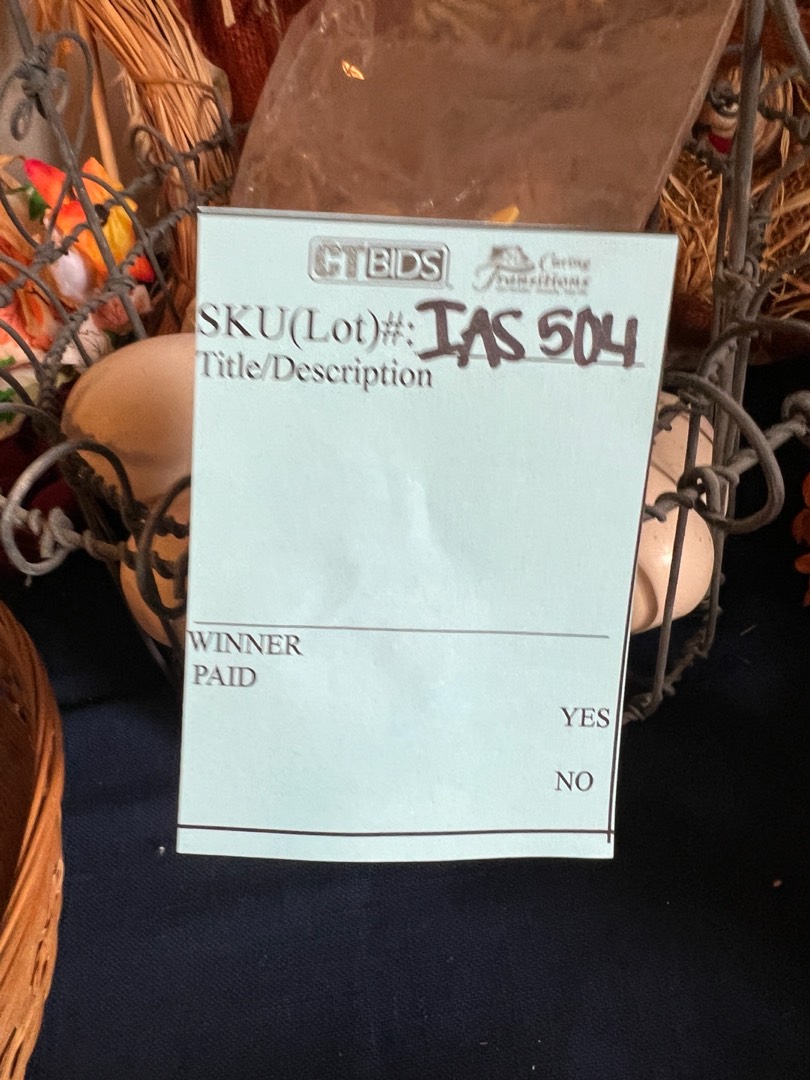 CTBIDS Caring Transitions
SKU(Lot)#: IAS 504
Title/Description
WINNER
PAID
YES
NO